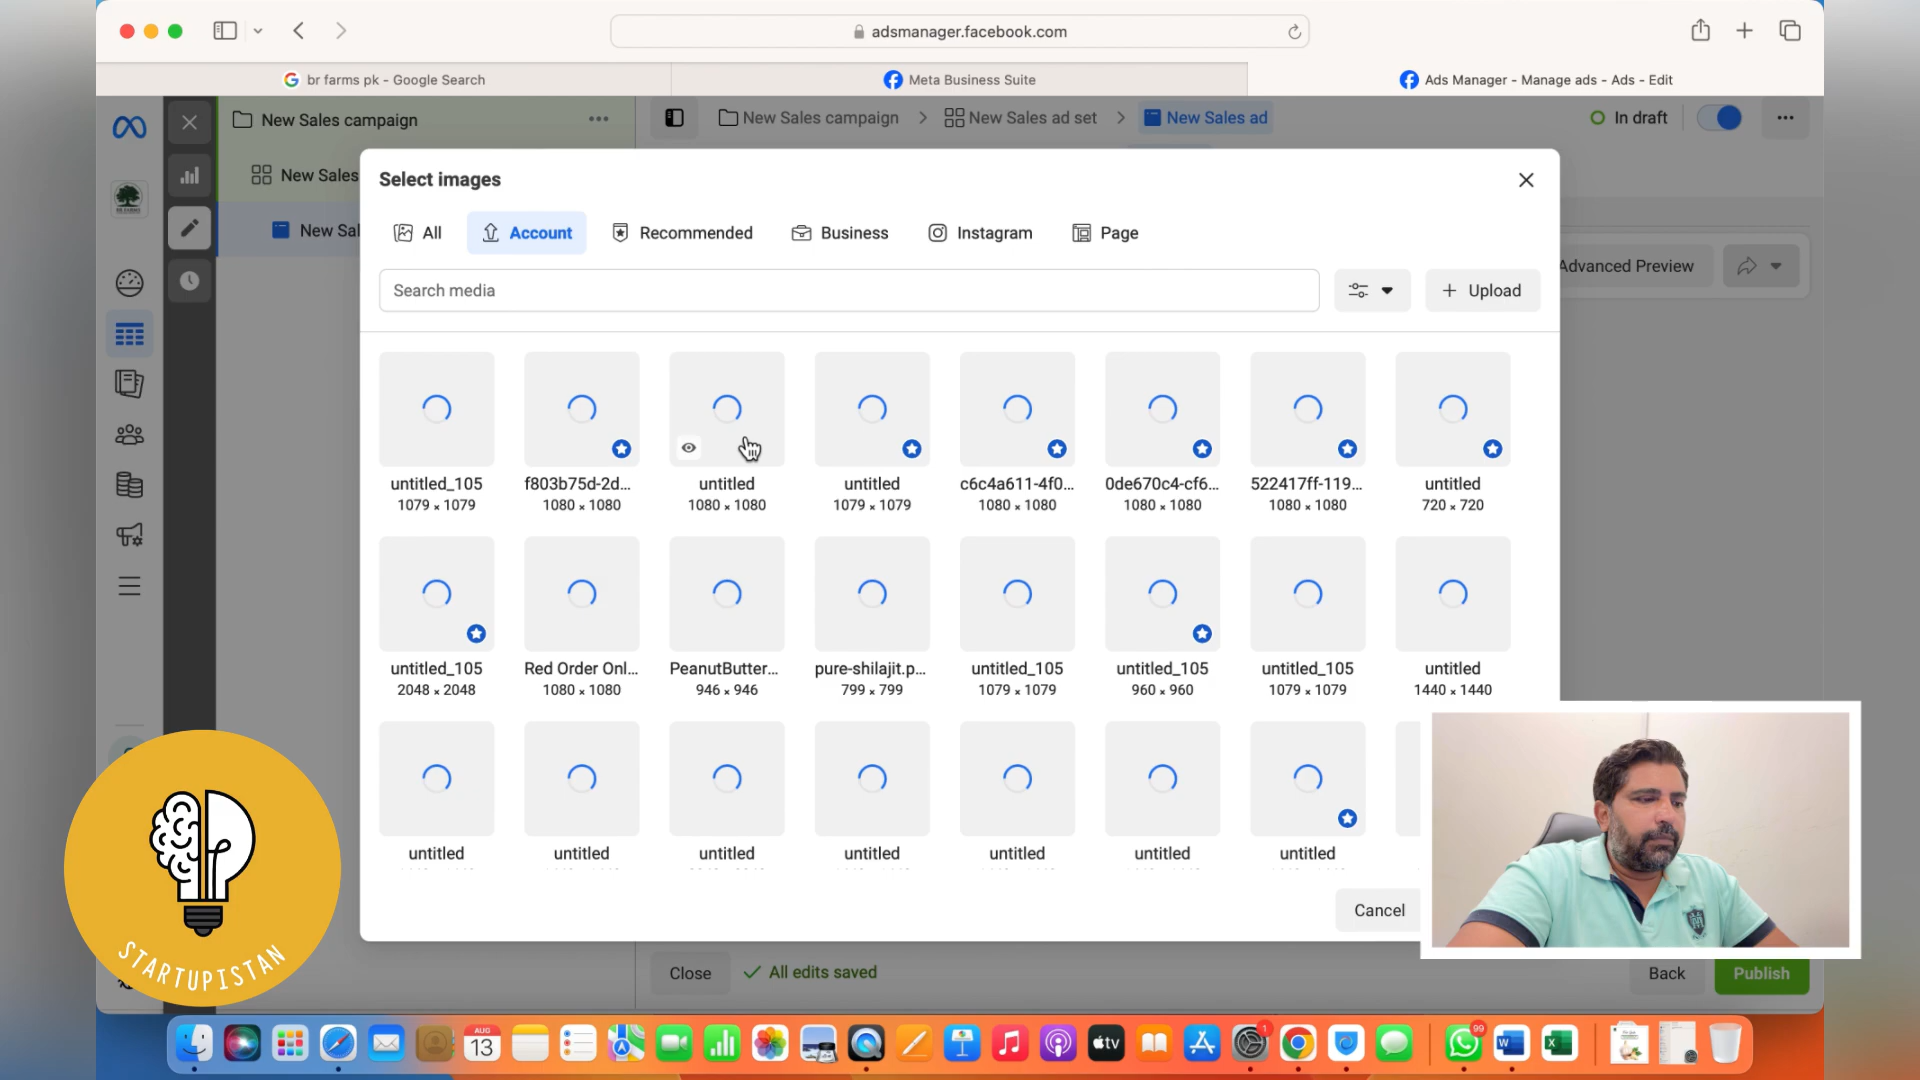 adsmanager.facebook.com
br farms pk - Google Search
Meta Business Suite
Ads Manager - Manage ads - Ads - Edit
New Sales campaign
New Sales campaign
New Sales ad set
New Sales ad
In draft
New Sales
New Sal
Advanced Preview
Select images
All
Account
Recommended
Business
Instagram
Page
Search media
Upload
untitled_105
f803b75d-2d...
untitled
untitled
c6c4a611-4f0...
0de670c4-cf6...
522417ff-119...
untitled
1079 × 1079
1080 × 1080
1080 × 1080
1079 × 1079
1080 × 1080
1080 × 1080
1080 × 1080
720 × 720
untitled_105
Red Order Onl...
PeanutButter...
pure-shilajit.p...
untitled_105
untitled_105
untitled_105
untitled
2048 × 2048
1080 × 1080
946 × 946
799 × 799
1079 × 1079
960 × 960
1079 × 1079
1440 × 1440
untitled
untitled
untitled
untitled
untitled
untitled
untitled
Cancel
Close
All edits saved
Back
Publish
STARTUPISTAN
AUG
13
tv
1
99
W
X